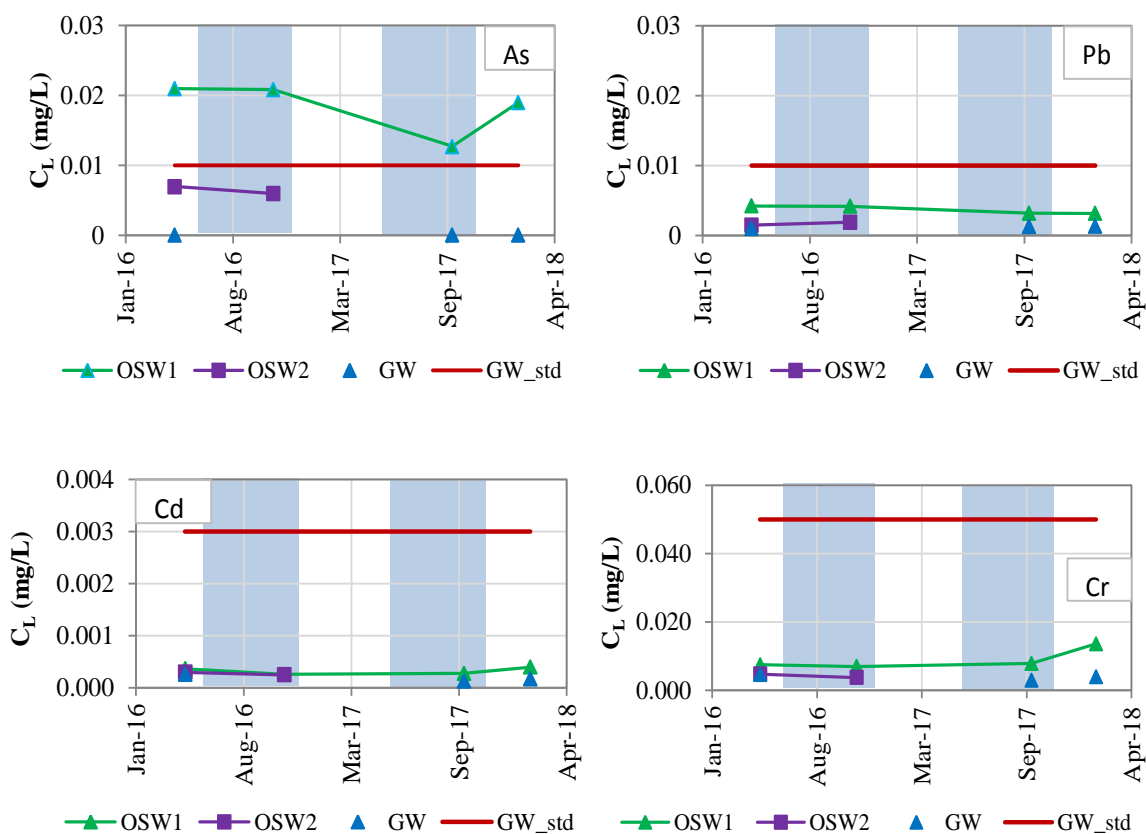 As
C_L (mg/L)
0.03
0.02
0.01
0
Jan-16 Aug-16 Mar-17 Sep-17 Apr-18
OSW1 OSW2 GW GW_std
Pb
C_L (mg/L)
0.03
0.02
0.01
0
Jan-16 Aug-16 Mar-17 Sep-17 Apr-18
OSW1 OSW2 GW GW_std
Cd
C_L (mg/L)
0.004
0.003
0.002
0.001
0.000
Jan-16 Aug-16 Mar-17 Sep-17 Apr-18
OSW1 OSW2 GW GW_std
Cr
C_L (mg/L)
0.060
0.040
0.020
0.000
Jan-16 Aug-16 Mar-17 Sep-17 Apr-18
OSW1 OSW2 GW GW_std